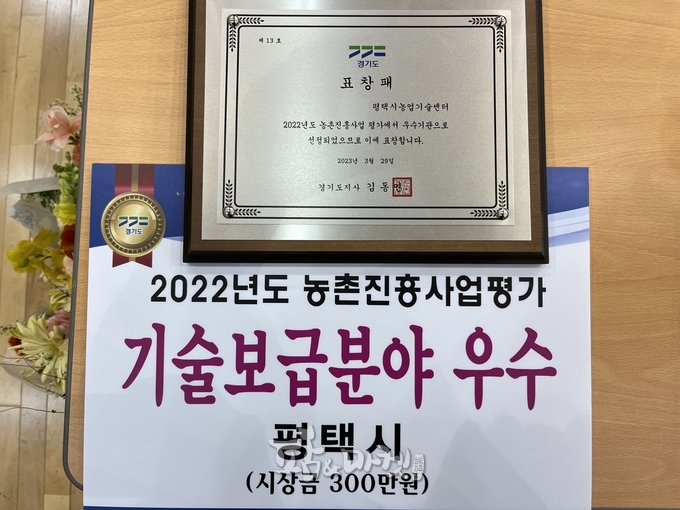 제 13 호
경기도
표 창 패
평택시농업기술센터
2022년도 농촌진흥사업 평가에서 우수기관으로
선정되었으므로 이에 표창합니다.
2023년 3월 29일
경기도지사 김 동 연
경기도
2022년도 농촌진흥사업평가
기술보급분야 우수
평택시
(시장금 300만원)